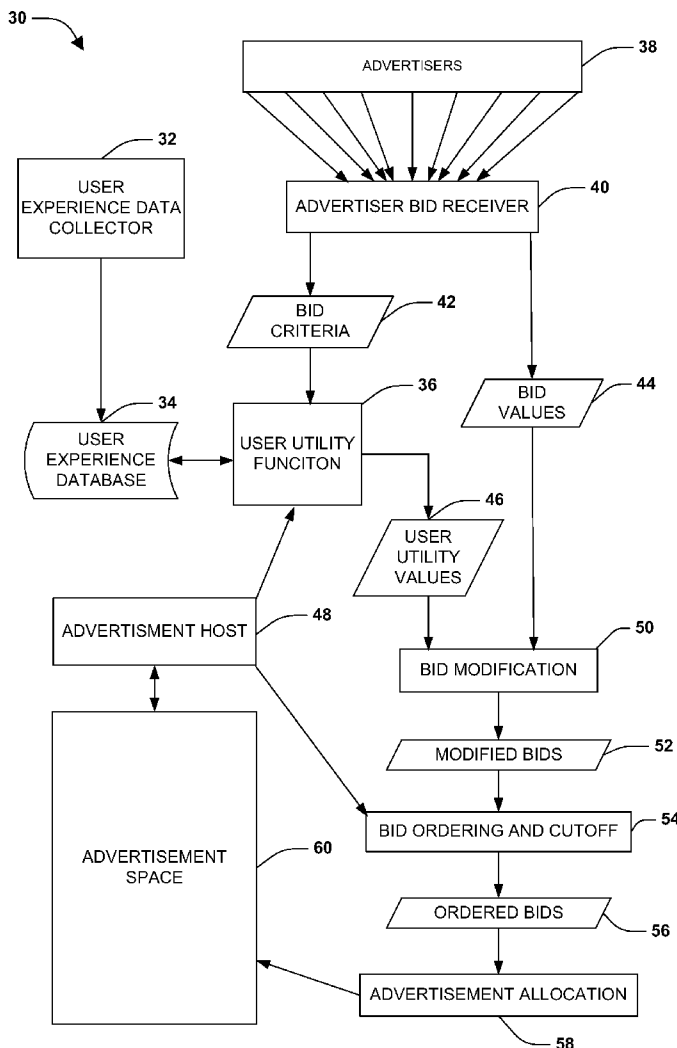 30
38
ADVERTISERS
32
USER
EXPERIENCE DATA
COLLECTOR
ADVERTISER BID RECEIVER
40
BID
CRITERIA
42
34
36
BID
VALUES
44
USER
EXPERIENCE
DATABASE
USER UTILITY
FUNCITON
46
USER
UTILITY
VALUES
ADVERTISMENT HOST
48
50
BID MODIFICATION
MODIFIED BIDS
52
BID ORDERING AND CUTOFF
54
ADVERTISEMENT
SPACE
60
ORDERED BIDS
56
ADVERTISEMENT ALLOCATION
58